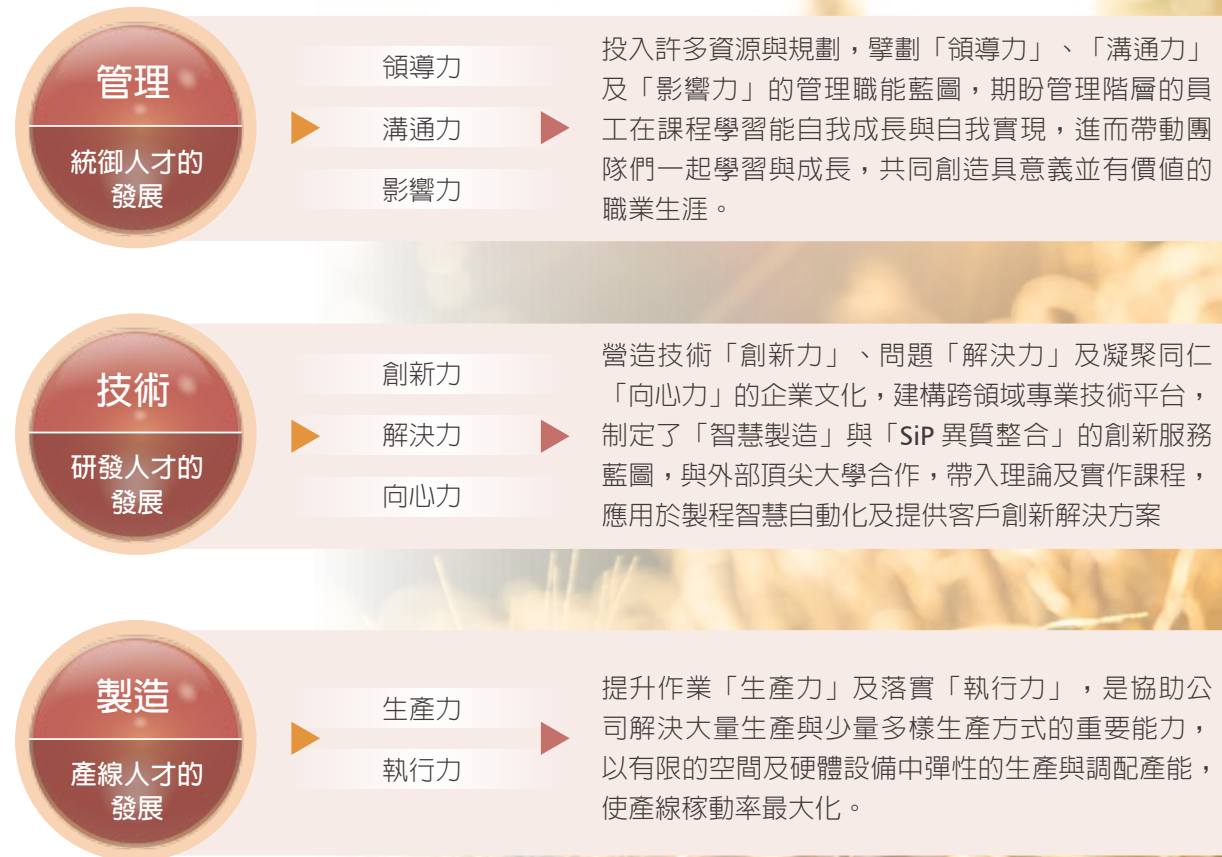 管理
統御人才的
發展
領導力
溝通力
影響力
投入許多資源與規劃，擘劃「領導力」、「溝通力」
及「影響力」的管理職能藍圖，期盼管理階層的員
工在課程學習能自我成長與自我實現，進而帶動團
隊們一起學習與成長，共同創造具意義並有價值的
職業生涯。
技術
研發人才的
發展
創新力
解決力
向心力
營造技術「創新力」、問題「解決力」及凝聚同仁
「向心力」的企業文化，建構跨領域專業技術平台，
制定了「智慧製造」與「SiP 異質整合」的創新服務
藍圖，與外部頂尖大學合作，帶入理論及實作課程，
應用於製程智慧自動化及提供客戶創新解決方案
製造
產線人才的
發展
生產力
執行力
提升作業「生產力」及落實「執行力」，是協助公
司解決大量生產與少量多樣生產方式的重要能力，
以有限的空間及硬體設備中彈性的生產與調配產能，
使產線稼動率最大化。